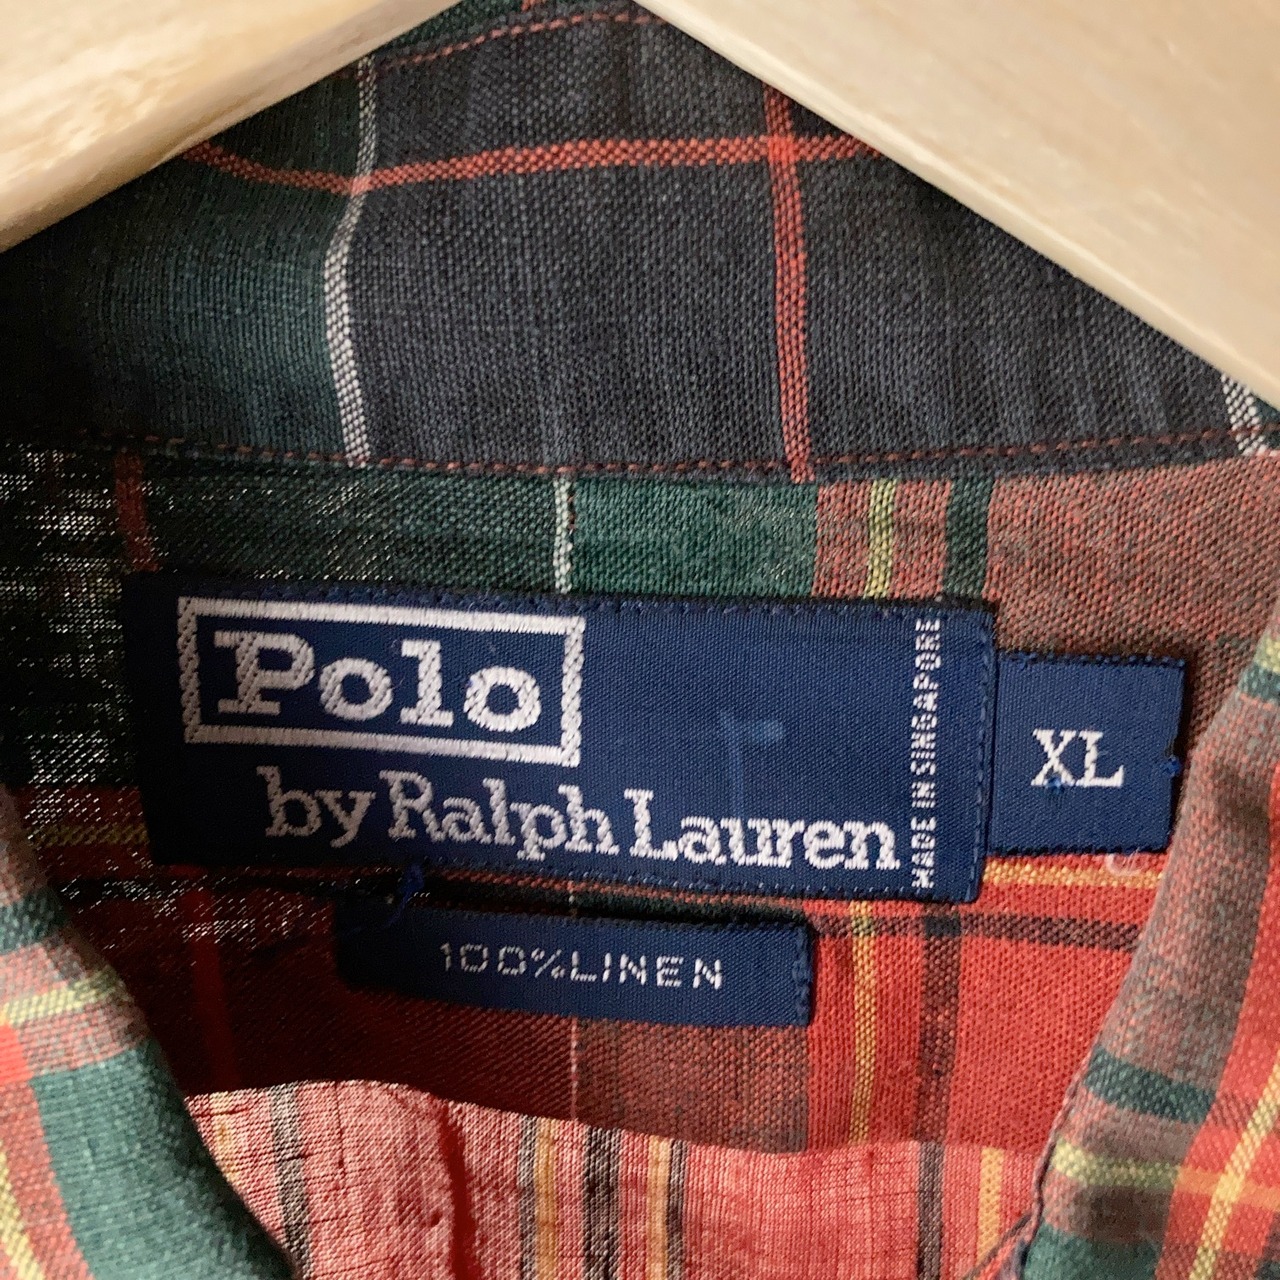 Polo
by Ralph Lauren
MADE IN SINGAPORE
XL
100% LINEN